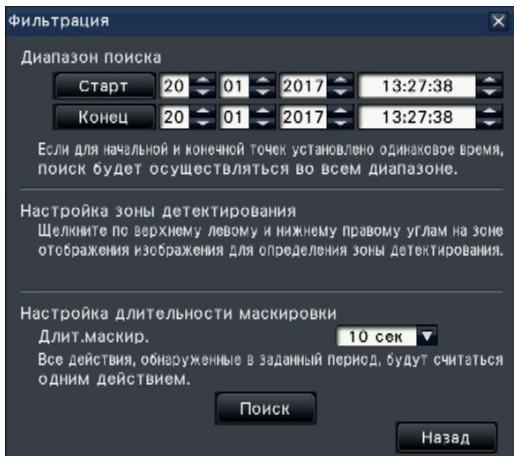 Фильтрация
Диапазон поиска
Старт 20 01 2017 13:27:38
Конец 20 01 2017 13:27:38
Если для начальной и конечной точек установлено одинаковое время,
поиск будет осуществляться во всем диапазоне.
Настройка зоны детектирования
Щелкните по верхнему левому и нижнему правому углам на зоне
отображения изображения для определения зоны детектирования.
Настройка длительности маскировки
Длит.маскир. 10 сек
Все действия, обнаруженные в заданный период, будут считаться
одним действием.
Поиск
Назад